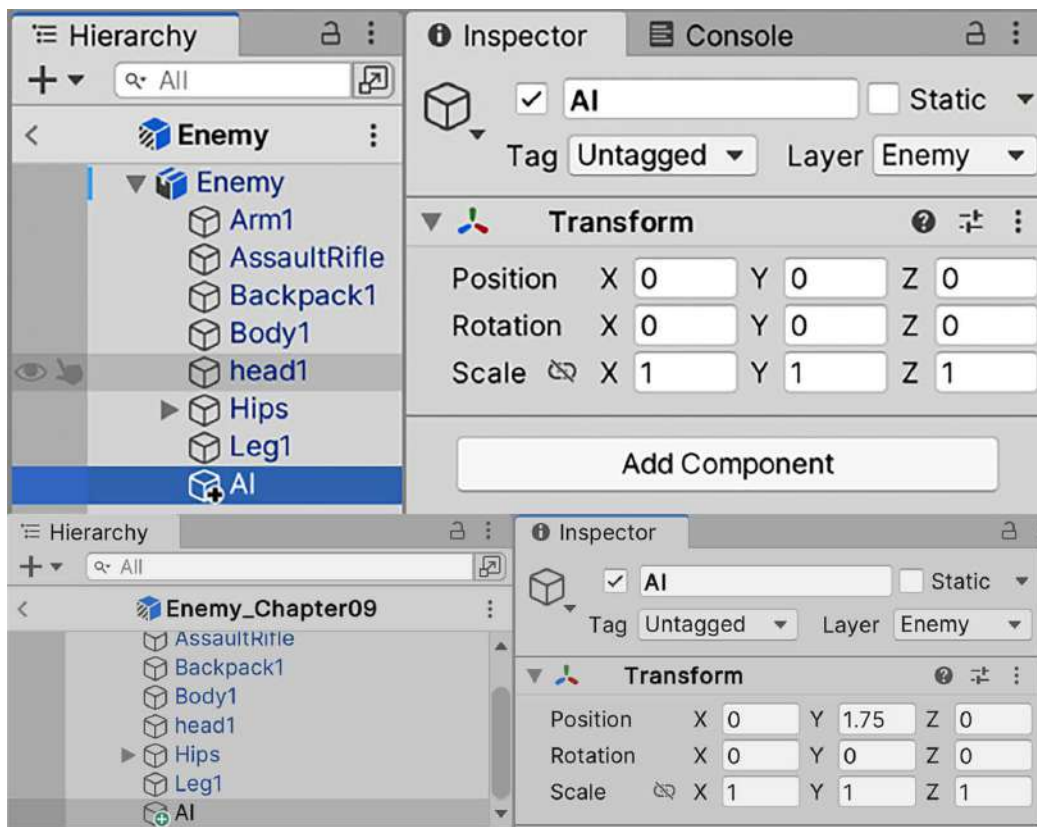 Hierarchy
All
Enemy
Enemy
Arm1
AssaultRifle
Backpack1
Body1
head1
Hips
Leg1
AI
Inspector
Console
AI
Static
Tag Untagged Layer Enemy
Transform
Position X 0 Y 0 Z 0
Rotation X 0 Y 0 Z 0
Scale X 1 Y 1 Z 1
Add Component
Hierarchy
All
Enemy_Chapter09
AssaultRifle
Backpack1
Body1
head1
Hips
Leg1
AI
Inspector
AI
Static
Tag Untagged Layer Enemy
Transform
Position X 0 Y 1.75 Z 0
Rotation X 0 Y 0 Z 0
Scale X 1 Y 1 Z 1